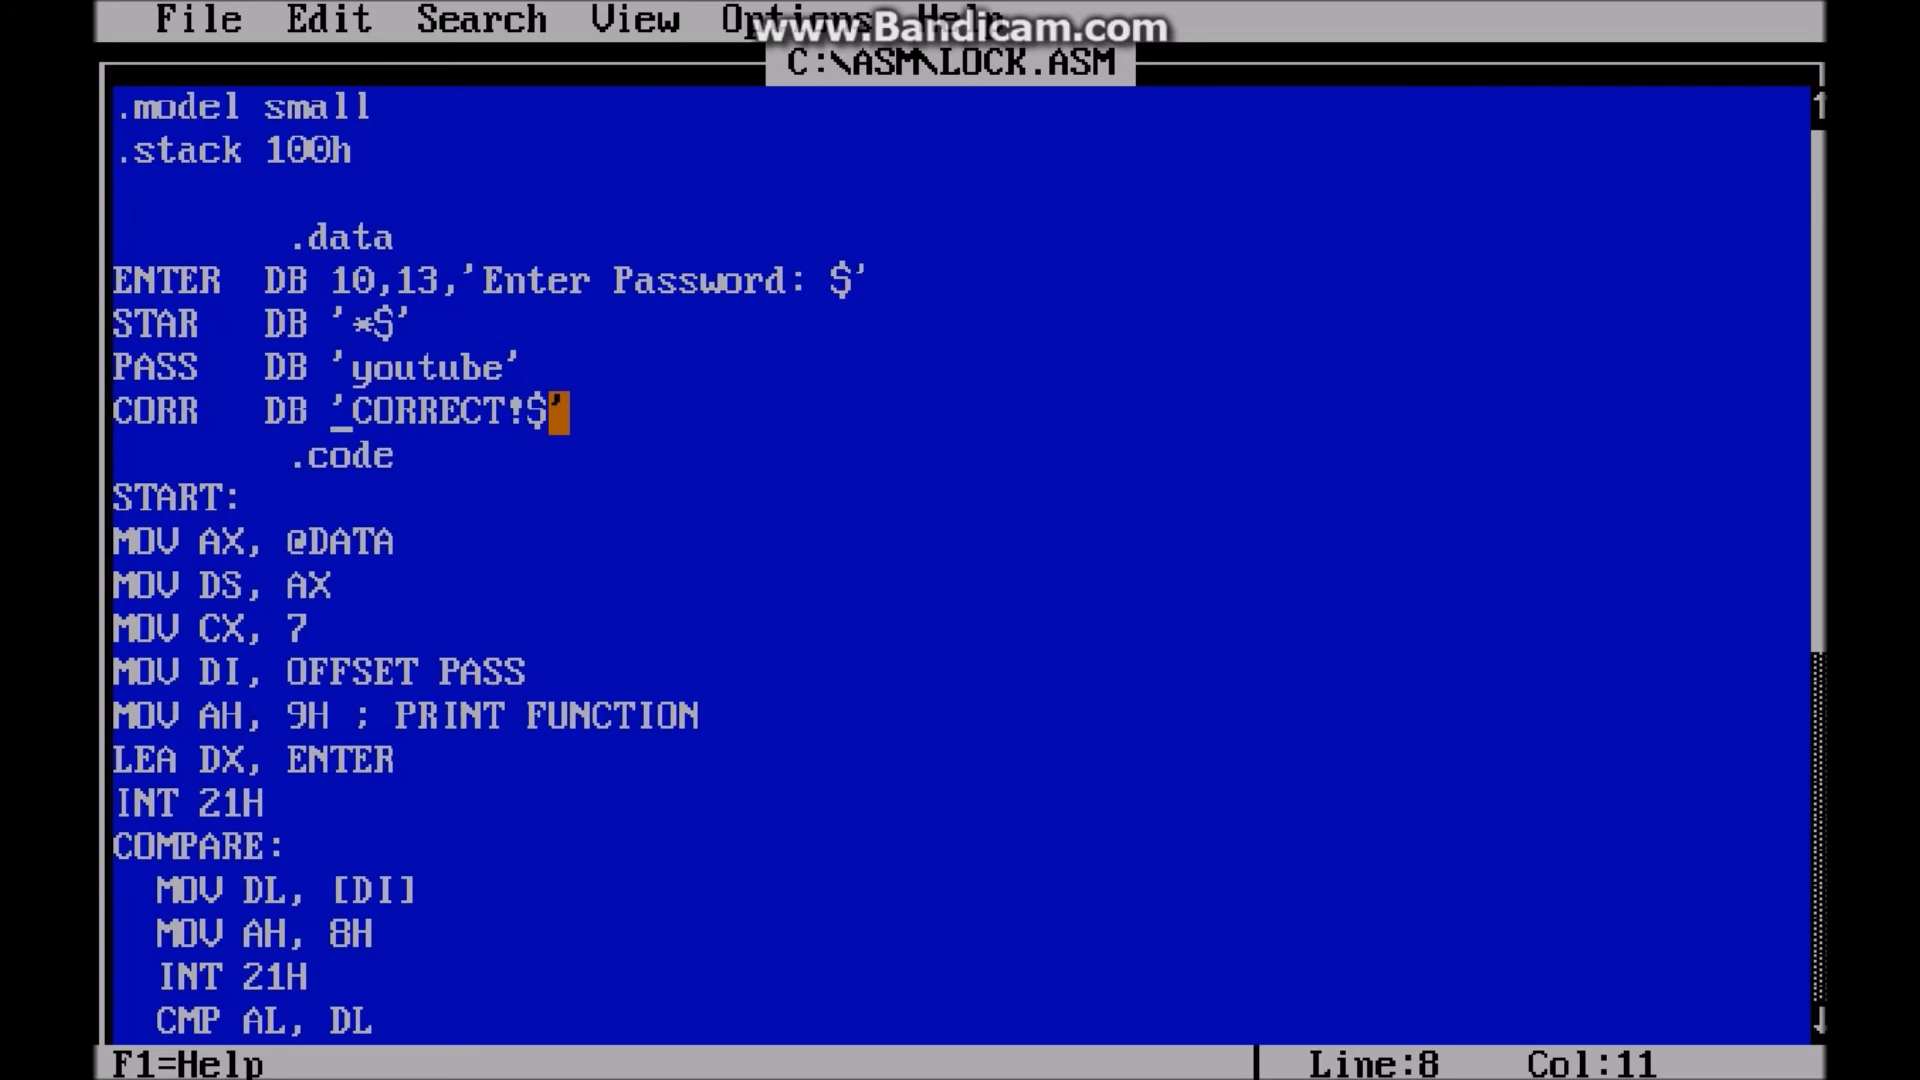 File Edit Search View Options Help
www.Bandicam.com
C:\ASM\LOCK.ASM
.model small
.stack 100h
.data
ENTER DB 10,13,'Enter Password: $'
STAR DB '*$'
PASS DB 'youtube'
CORR DB 'CORRECT!$'
.code
START:
MOV AX, @DATA
MOV DS, AX
MOV CX, 7
MOV DI, OFFSET PASS
MOV AH, 9H ; PRINT FUNCTION
LEA DX, ENTER
INT 21H
COMPARE:
MOV DL, [DI]
MOV AH, 8H
INT 21H
CMP AL, DL
F1=Help Line:8 Col:11